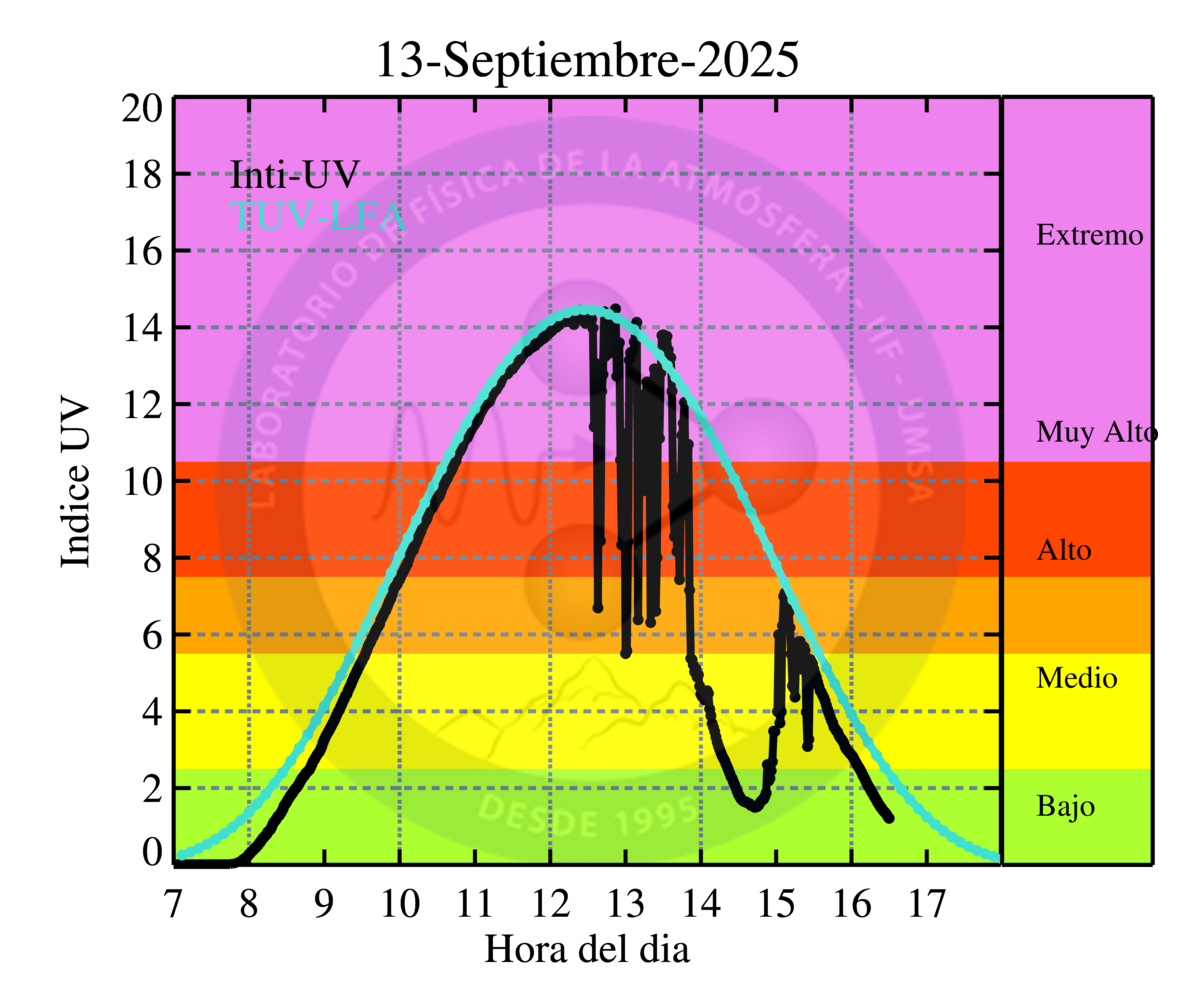 13-Septiembre-2025
20
18
16
14
12
10
8
6
4
2
0
Indice UV
Inti-UV
TUV-LFA
LABORATORIO DE FÍSICA DE LA ATMÓSFERA - IIF - UMSA
DESDE 1995
Extremo
Muy Alto
Alto
Medio
Bajo
7 8 9 10 11 12 13 14 15 16 17
Hora del dia